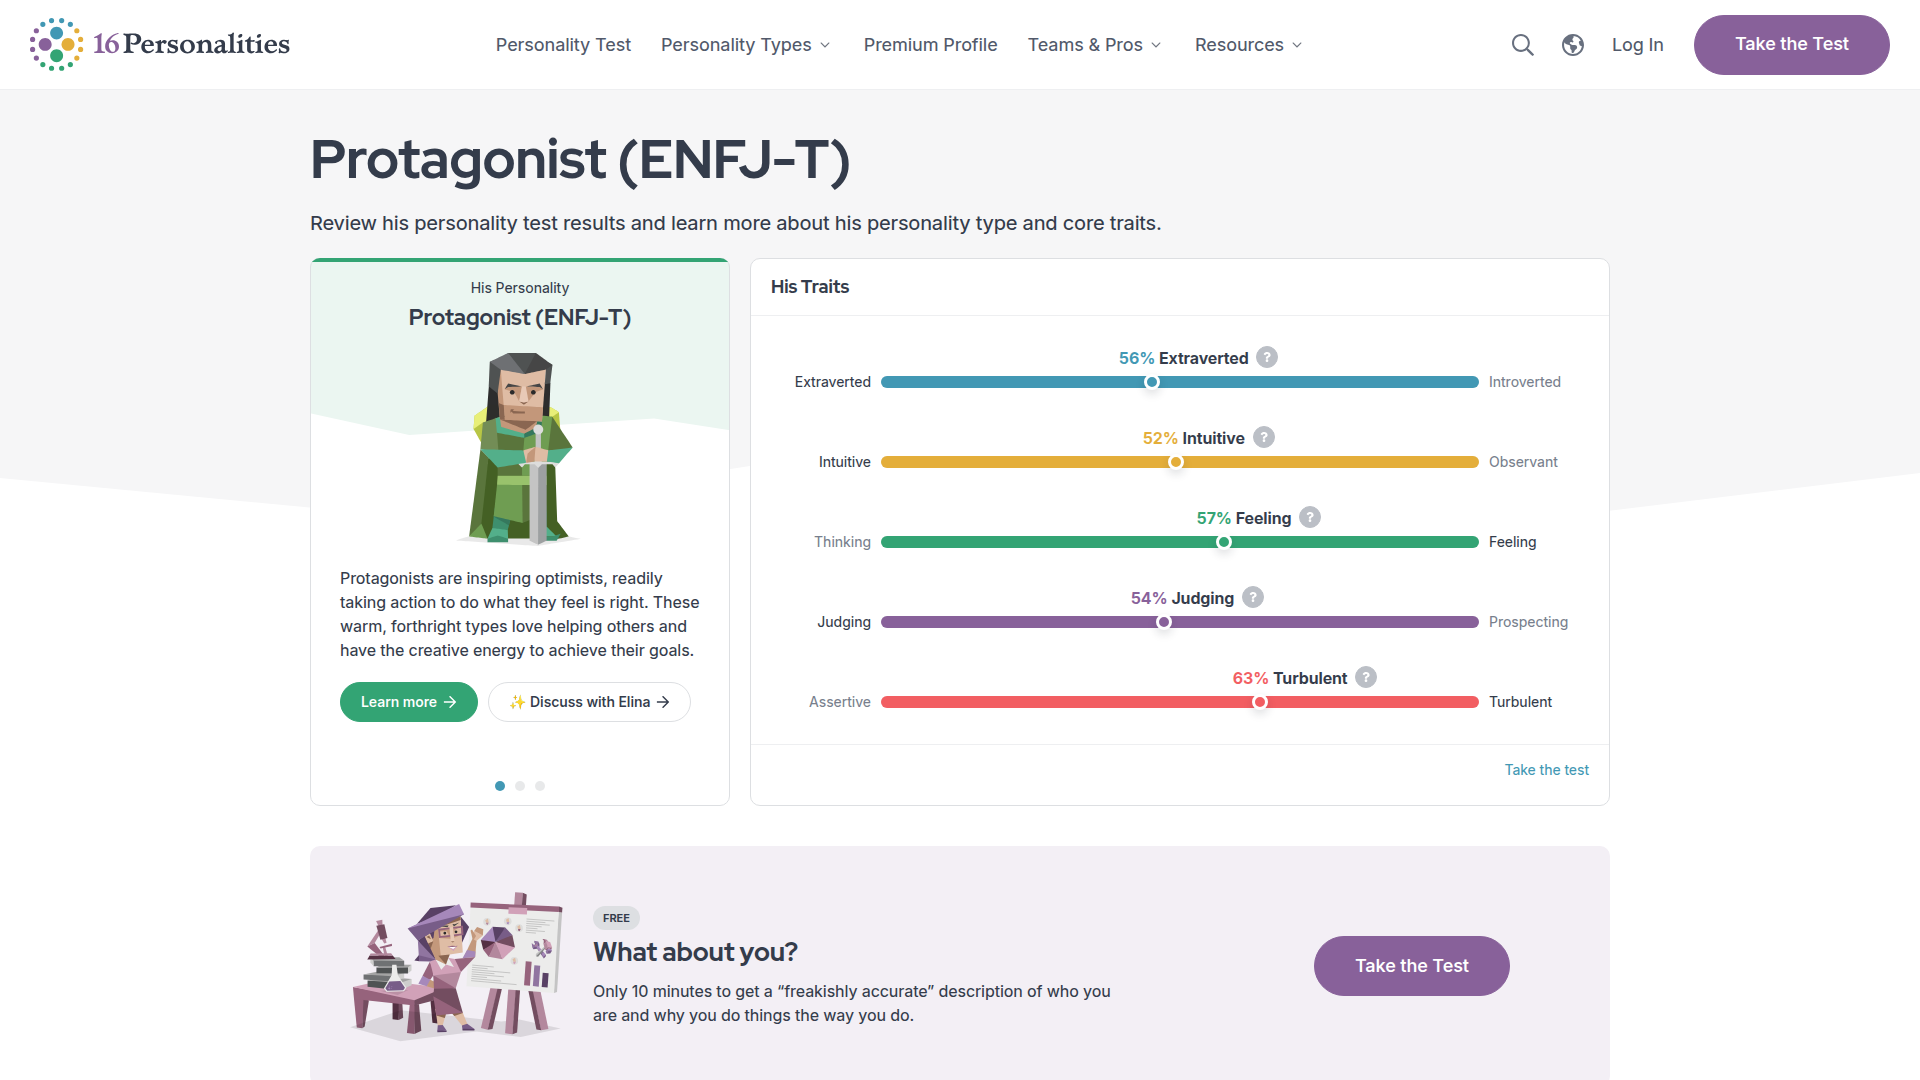 16Personalities
Personality Test
Personality Types
Premium Profile
Teams & Pros
Resources
Log In
Take the Test
Protagonist (ENFJ-T)
Review his personality test results and learn more about his personality type and core traits.
His Personality
Protagonist (ENFJ-T)
Protagonists are inspiring optimists, readily
taking action to do what they feel is right. These
warm, forthright types love helping others and
have the creative energy to achieve their goals.
Learn more →
✨ Discuss with Elina →
His Traits
56% Extraverted ?
Extraverted Introverted
52% Intuitive ?
Intuitive Observant
57% Feeling ?
Thinking Feeling
54% Judging ?
Judging Prospecting
63% Turbulent ?
Assertive Turbulent
Take the test
FREE
What about you?
Only 10 minutes to get a “freakishly accurate” description of who you
are and why you do things the way you do.
Take the Test